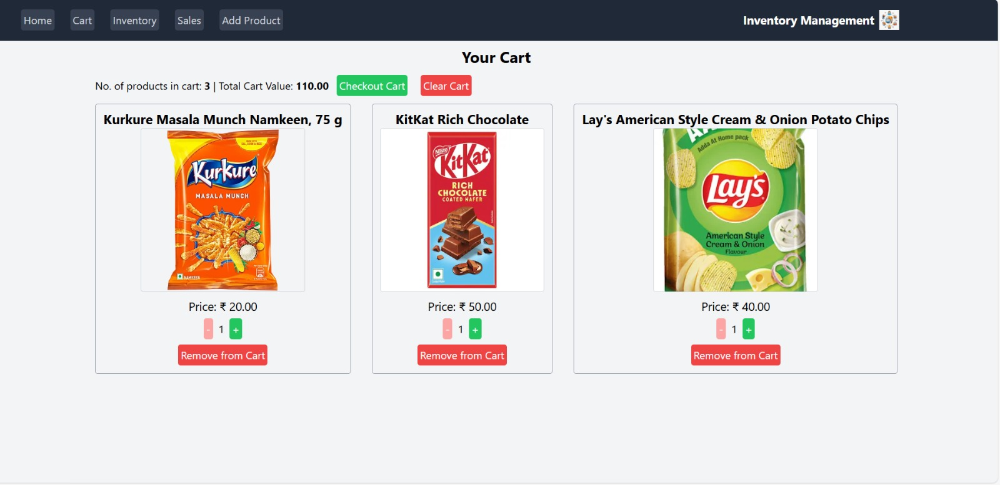 Home Cart Inventory Sales Add Product Inventory Management
Your Cart
No. of products in cart: 3 | Total Cart Value: 110.00 Checkout Cart Clear Cart
Kurkure Masala Munch Namkeen, 75 g
Kurkure
MASALA MUNCH
NAMKEEN
Price: ₹ 20.00
- 1 +
Remove from Cart
KitKat Rich Chocolate
Nestle
KitKat
RICH
CHOCOLATE
COATED WAFER
Price: ₹ 50.00
- 1 +
Remove from Cart
Lay's American Style Cream & Onion Potato Chips
Adda At Home pack
Lay's
American Style
Cream & Onion
Flavour
Price: ₹ 40.00
- 1 +
Remove from Cart